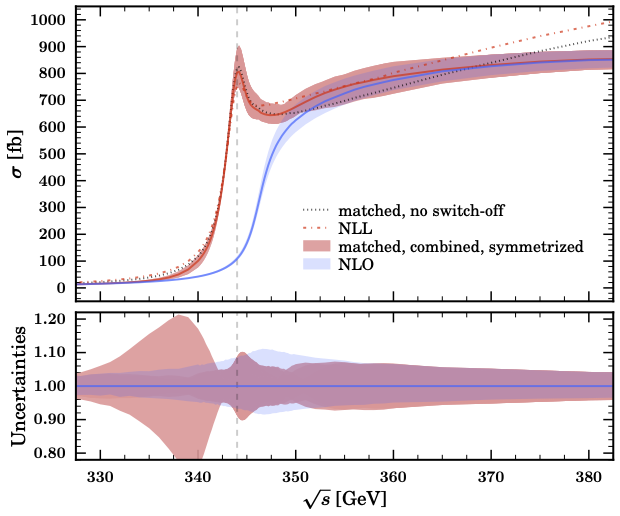 1000
900
800
700
600
500
400
300
200
100
0
σ [fb]
matched, no switch-off
NLL
matched, combined, symmetrized
NLO
1.20
1.10
1.00
0.90
0.80
Uncertainties
330 340 350 360 370 380
√s [GeV]